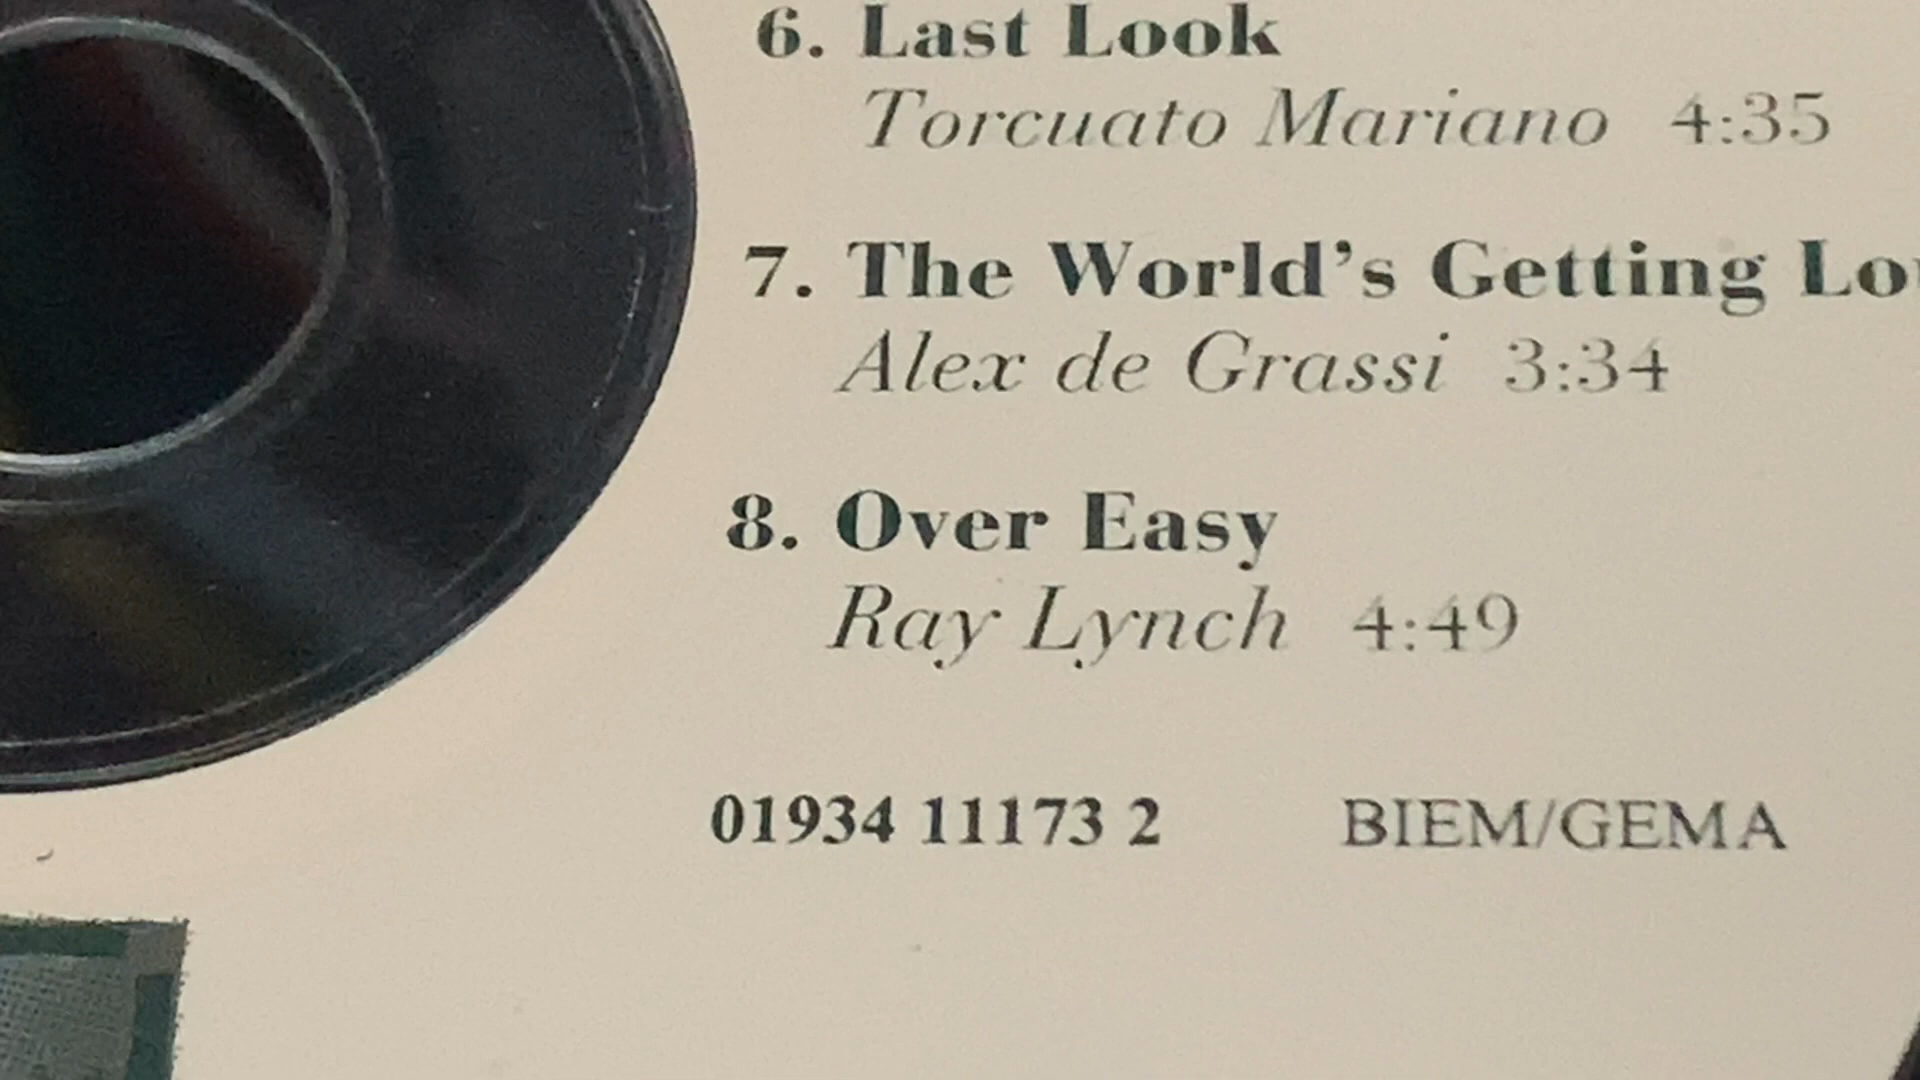 6. Last Look
Torcuato Mariano 4:35
7. The World's Getting
Alex de Grassi 3:34
8. Over Easy
Ray Lynch 4:49
01934 11173 2 BIEM/GEMA